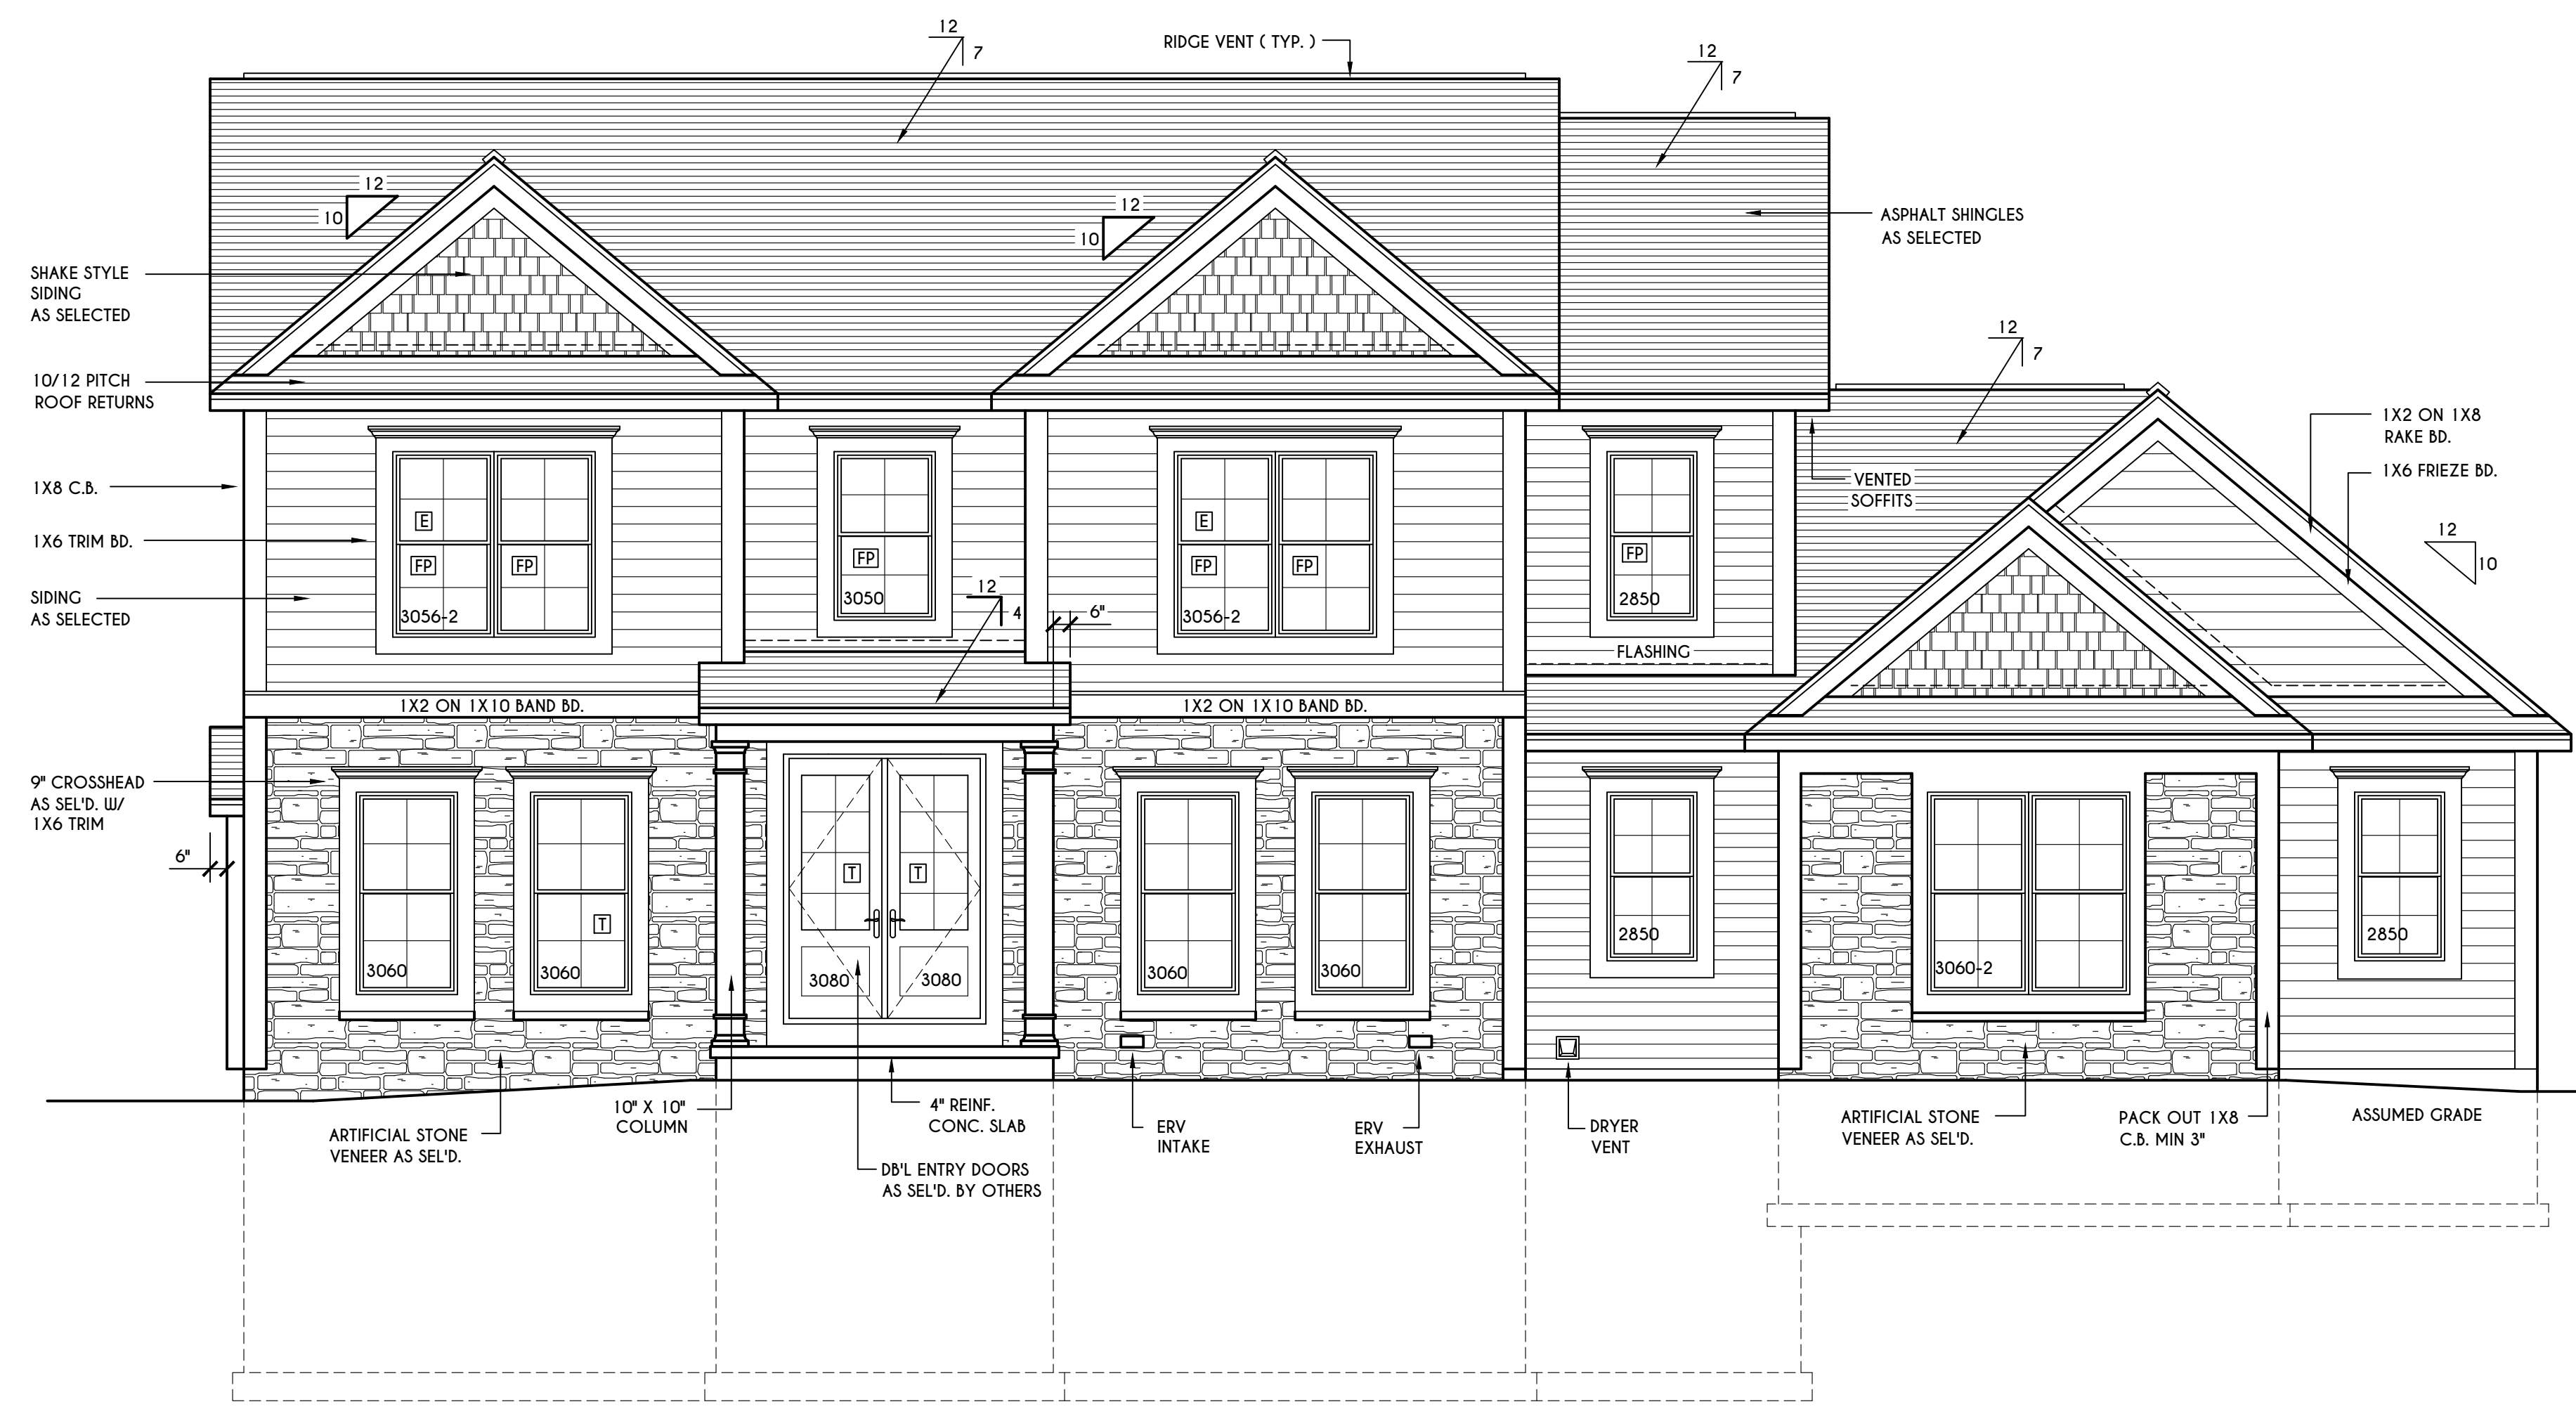 12
7
RIDGE VENT ( TYP. )
12
7
12
10
12
10
ASPHALT SHINGLES
AS SELECTED
SHAKE STYLE
SIDING
AS SELECTED
12
7
10/12 PITCH
ROOF RETURNS
1X2 ON 1X8
RAKE BD.
1X6 FRIEZE BD.
1X8 C.B.
VENTED
SOFFITS
E
E
12
10
1X6 TRIM BD.
FP
FP
FP
FP
FP
FP
SIDING
AS SELECTED
3056-2
3050
12
4
6"
3056-2
2850
FLASHING
1X2 ON 1X10 BAND BD.
1X2 ON 1X10 BAND BD.
9" CROSSHEAD
AS SEL'D. W/
1X6 TRIM
6"
T
T
T
3060
3060
3080
3080
3060
3060
2850
3060-2
2850
10" X 10"
COLUMN
4" REINF.
CONC. SLAB
ERV
INTAKE
ERV
EXHAUST
DRYER
VENT
ARTIFICIAL STONE
VENEER AS SEL'D.
PACK OUT 1X8
C.B. MIN 3"
ASSUMED GRADE
ARTIFICIAL STONE
VENEER AS SEL'D.
DB'L ENTRY DOORS
AS SEL'D. BY OTHERS